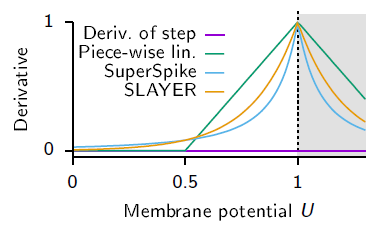 1
Deriv. of step
Piece-wise lin.
SuperSpike
SLAYER
Derivative
0
0 0.5 1
Membrane potential U